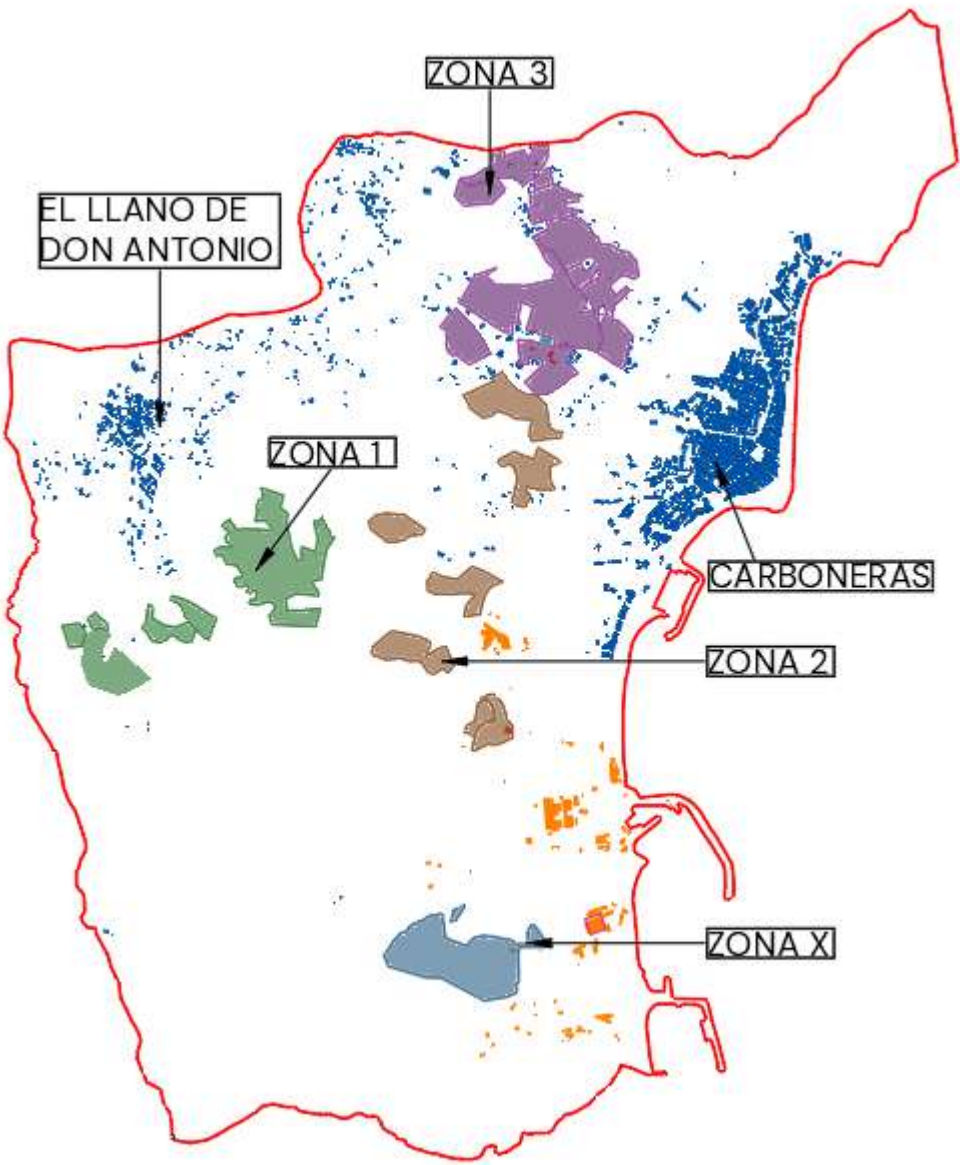 ZONA 3
EL LLANO DE
DON ANTONIO
ZONA 1
CARBONERAS
ZONA 2
ZONA X